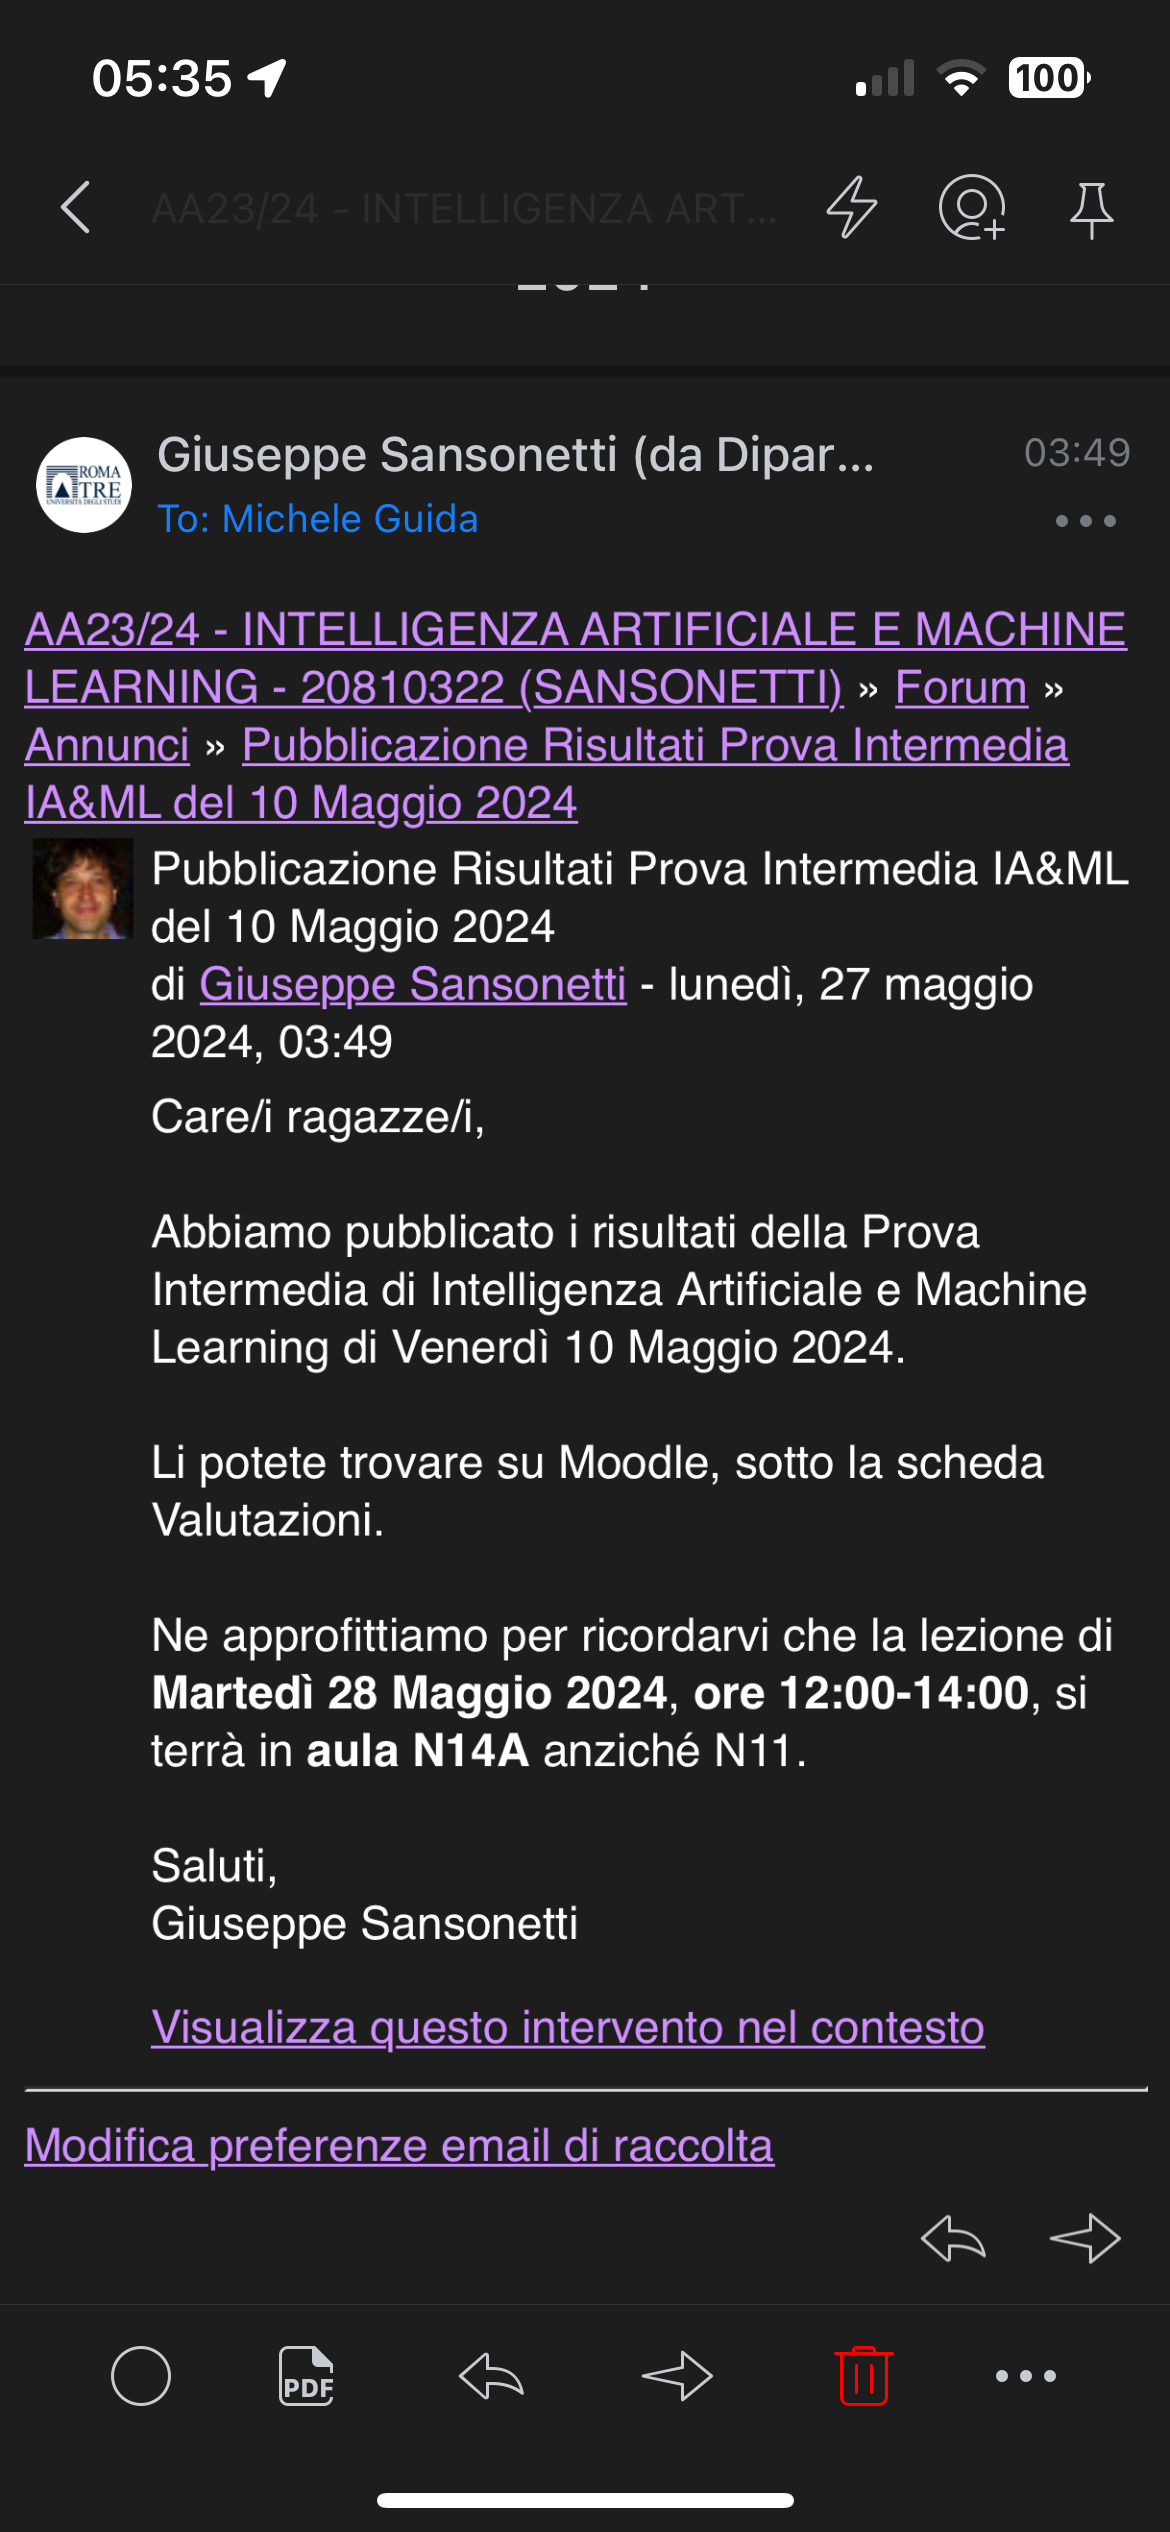 05:35
100
AA23/24 - INTELLIGENZA ART...
Giuseppe Sansonetti (da Dipar...
03:49
ROMA
TRE
UNIVERSITÀ DEGLI STUDI
To: Michele Guida
AA23/24 - INTELLIGENZA ARTIFICIALE E MACHINE
LEARNING - 20810322 (SANSONETTI) » Forum »
Annunci » Pubblicazione Risultati Prova Intermedia
IA&ML del 10 Maggio 2024
Pubblicazione Risultati Prova Intermedia IA&ML
del 10 Maggio 2024
di Giuseppe Sansonetti - lunedì, 27 maggio
2024, 03:49
Care/i ragazze/i,
Abbiamo pubblicato i risultati della Prova
Intermedia di Intelligenza Artificiale e Machine
Learning di Venerdì 10 Maggio 2024.
Li potete trovare su Moodle, sotto la scheda
Valutazioni.
Ne approfittiamo per ricordarvi che la lezione di
Martedì 28 Maggio 2024, ore 12:00-14:00, si
terrà in aula N14A anziché N11.
Saluti,
Giuseppe Sansonetti
Visualizza questo intervento nel contesto
Modifica preferenze email di raccolta
PDF